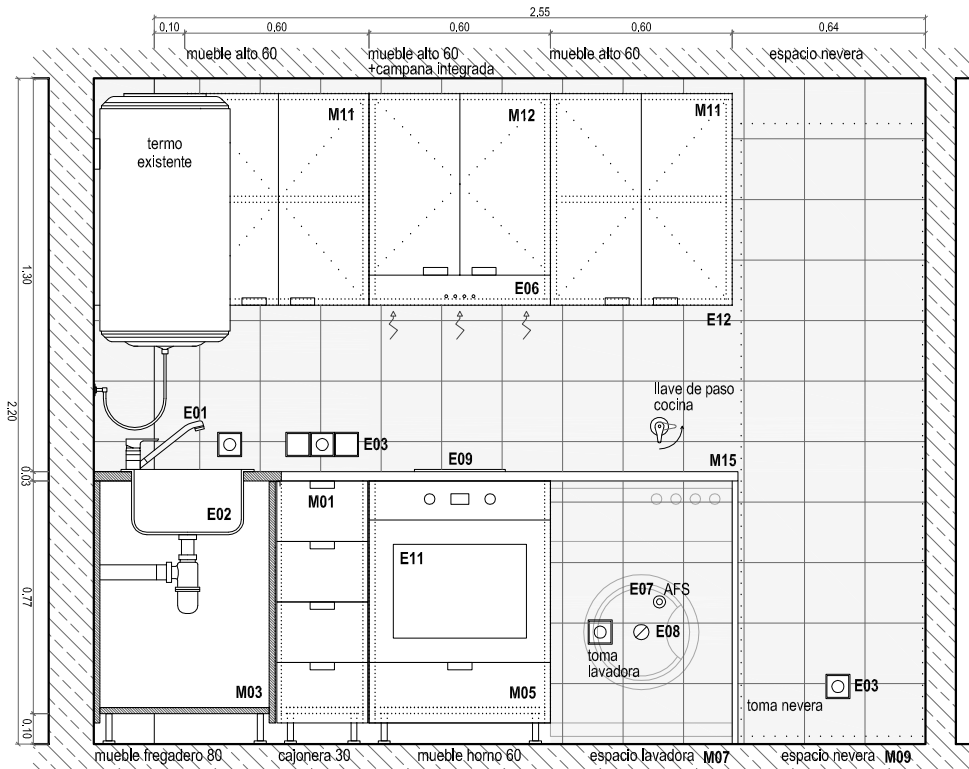 2,55
0,10 0,60 0,60 0,60 0,64
mueble alto 60 mueble alto 60 mueble alto 60 espacio nevera
+campana integrada
M11 M12 M11
termo
existente
1.30
E06
E12
llave de paso
cocina
2,20
E01
E03
E09 M15
0,03
E02 M01
E11
0,77
E07 AFS
E08
toma
lavadora
M03 M05
E03
toma nevera
0,10
mueble fregadero 80 cajonera 30 mueble horno 60 espacio lavadora M07 espacio nevera M09